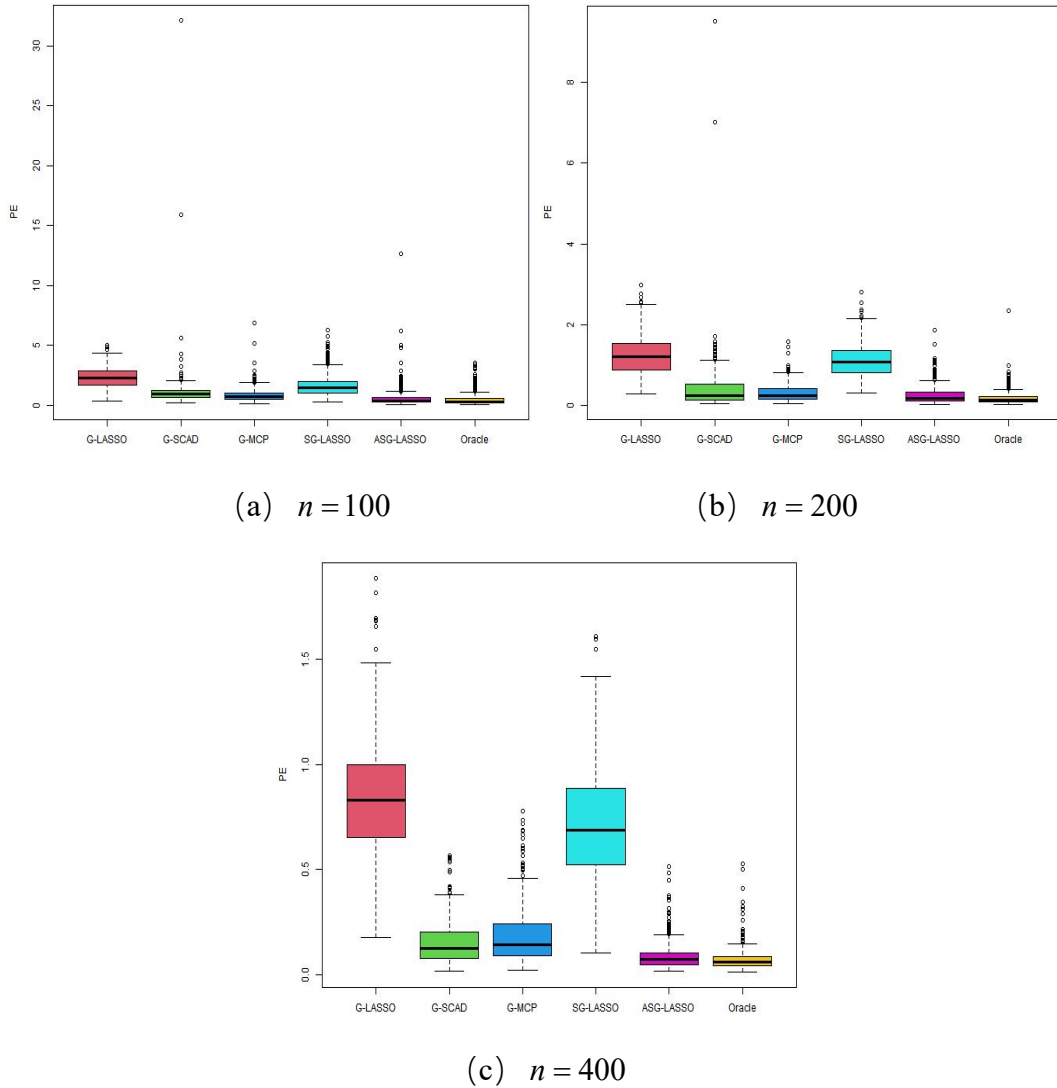 PE
30
25
20
15
10
5
0
G-LASSO G-SCAD G-MCP SG-LASSO ASG-LASSO Oracle
(a) n = 100
PE
8
6
4
2
0
G-LASSO G-SCAD G-MCP SG-LASSO ASG-LASSO Oracle
(b) n = 200
PE
1.5
1.0
0.5
0.0
G-LASSO G-SCAD G-MCP SG-LASSO ASG-LASSO Oracle
(c) n = 400